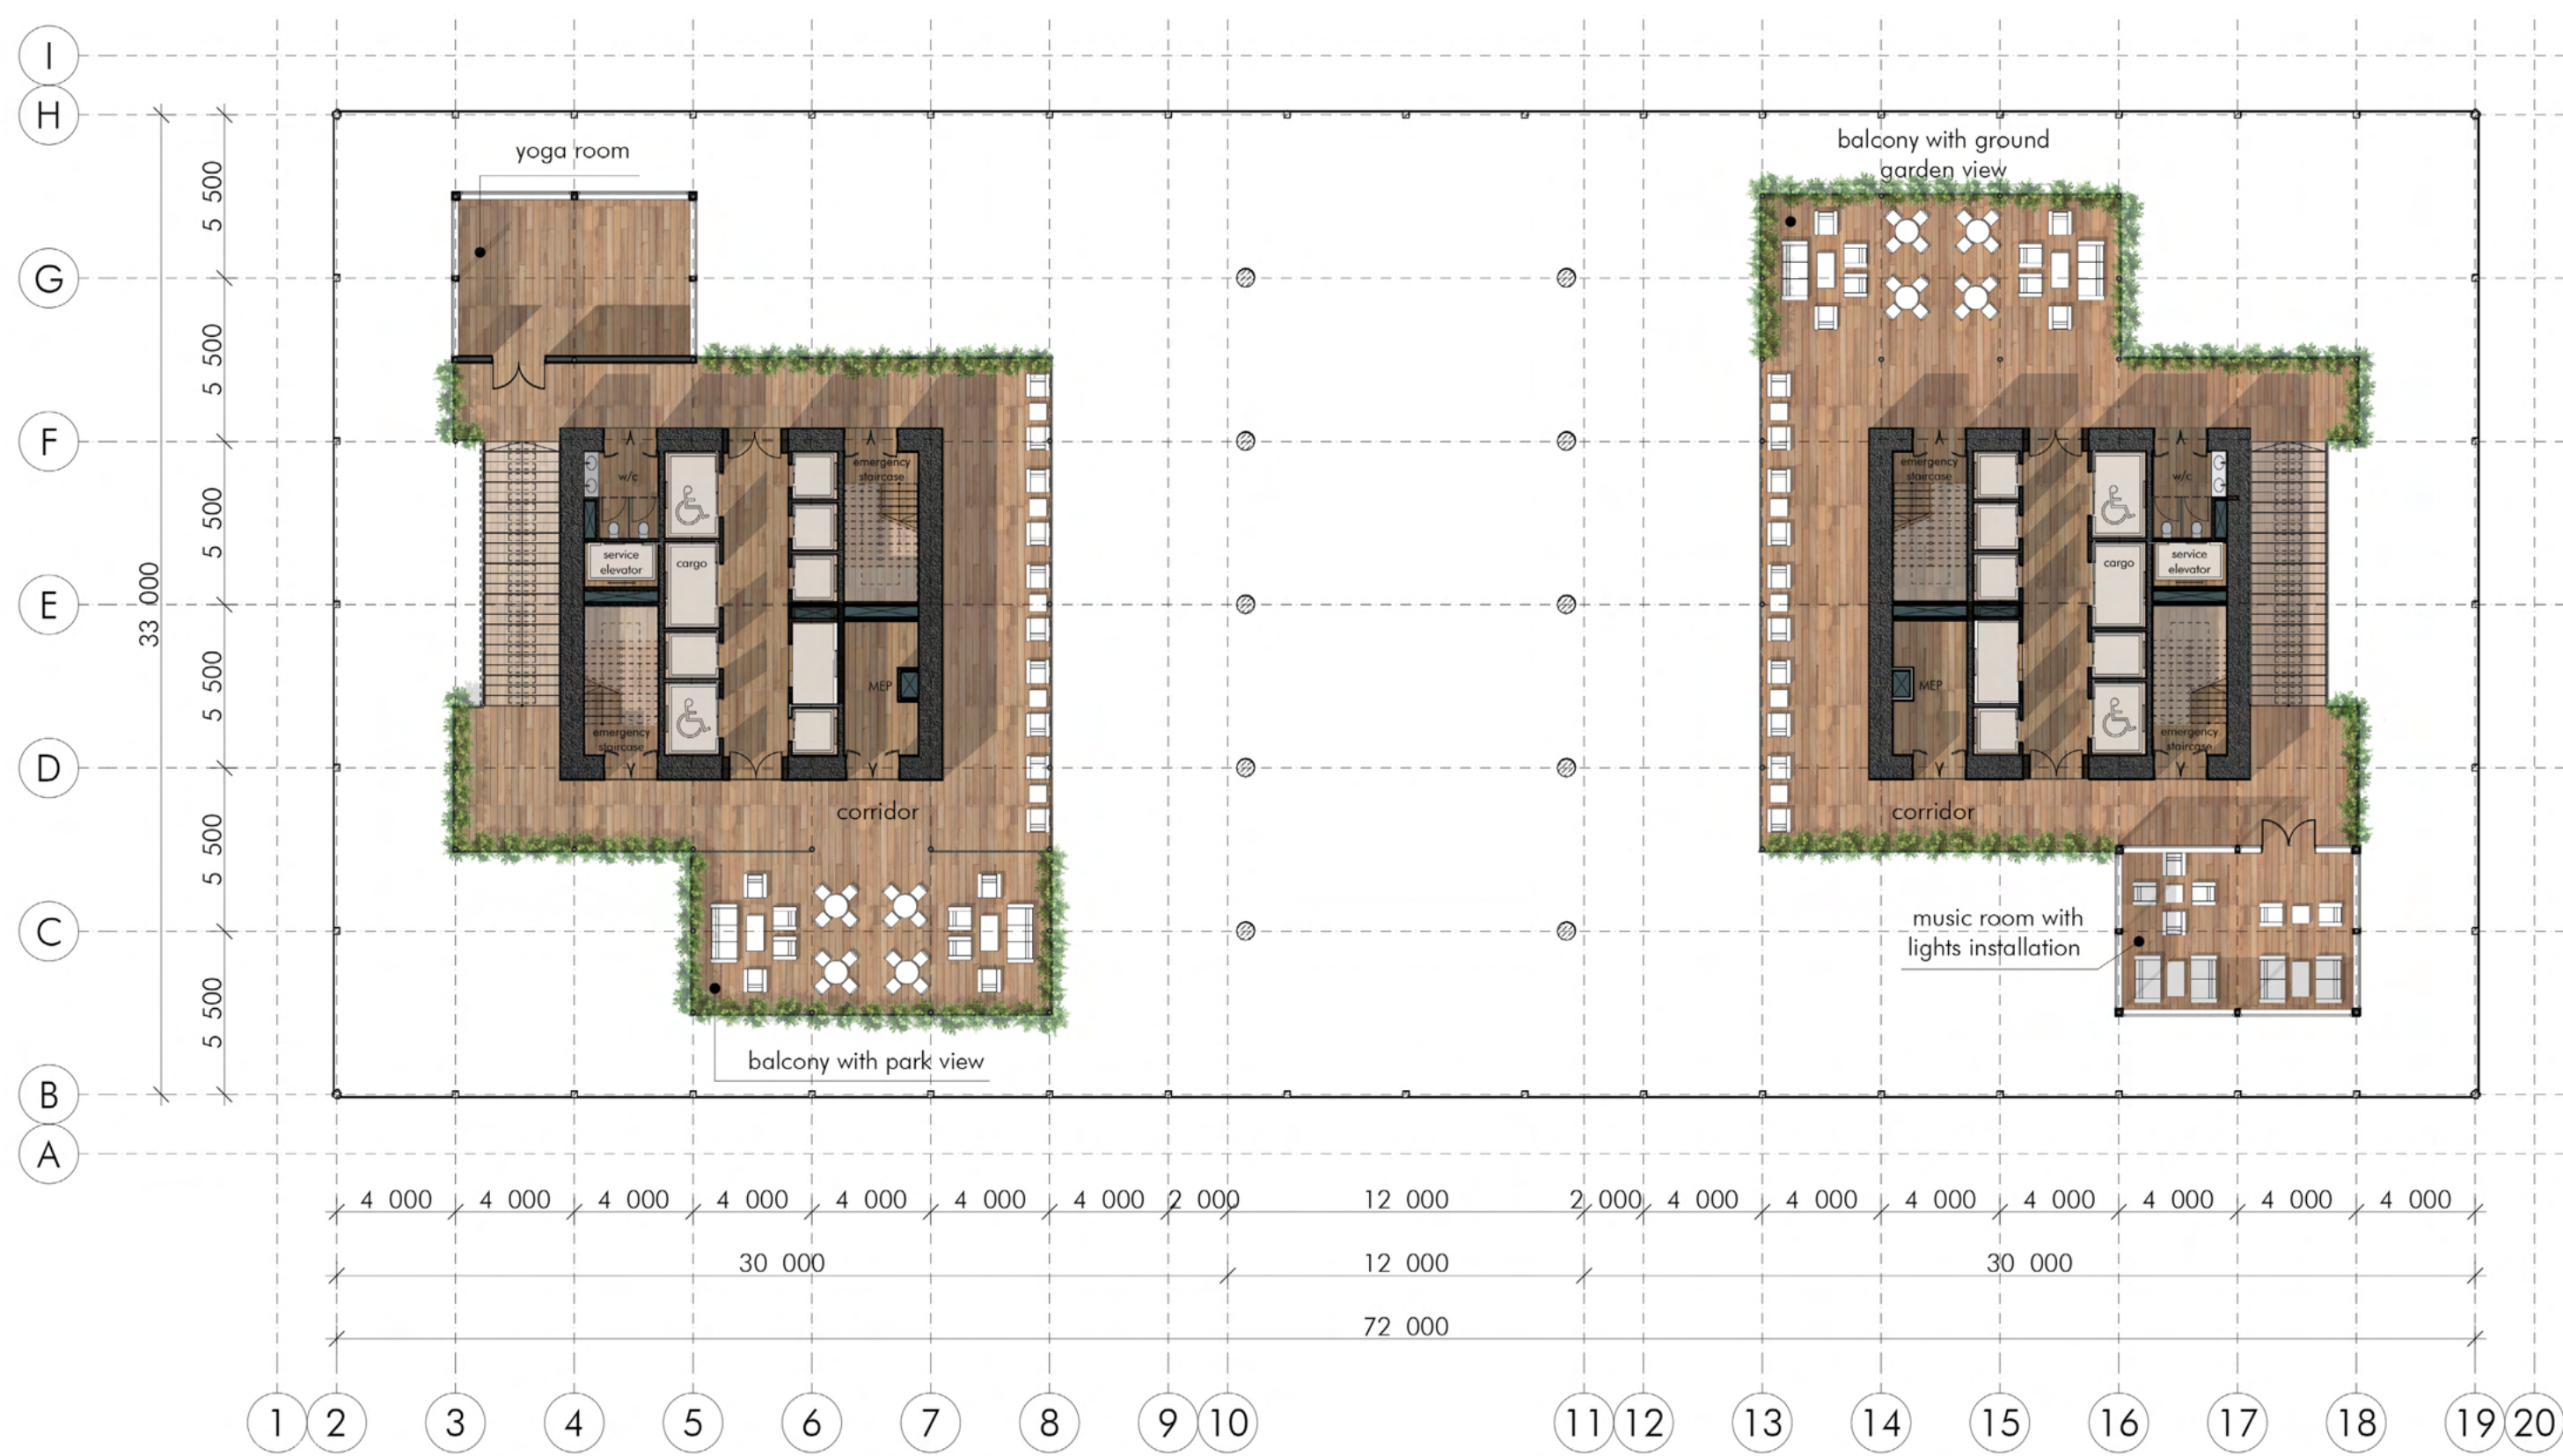 I
H
yoga room
balcony with ground
garden view
5 500
G
5 500
F
emergency
staircase
w/c
emergency
staircase
w/c
5 500
service
elevator
cargo
cargo
service
elevator
33 000
E
5 500
MEP
MEP
emergency
staircase
emergency
staircase
D
corridor
corridor
5 500
C
music room with
lights installation
5 500
balcony with park view
B
A
4 000 4 000 4 000 4 000 4 000 4 000 4 000 2 000 12 000 2 000 4 000 4 000 4 000 4 000 4 000 4 000 4 000
30 000 12 000 30 000
72 000
1 2 3 4 5 6 7 8 9 10 11 12 13 14 15 16 17 18 19 20